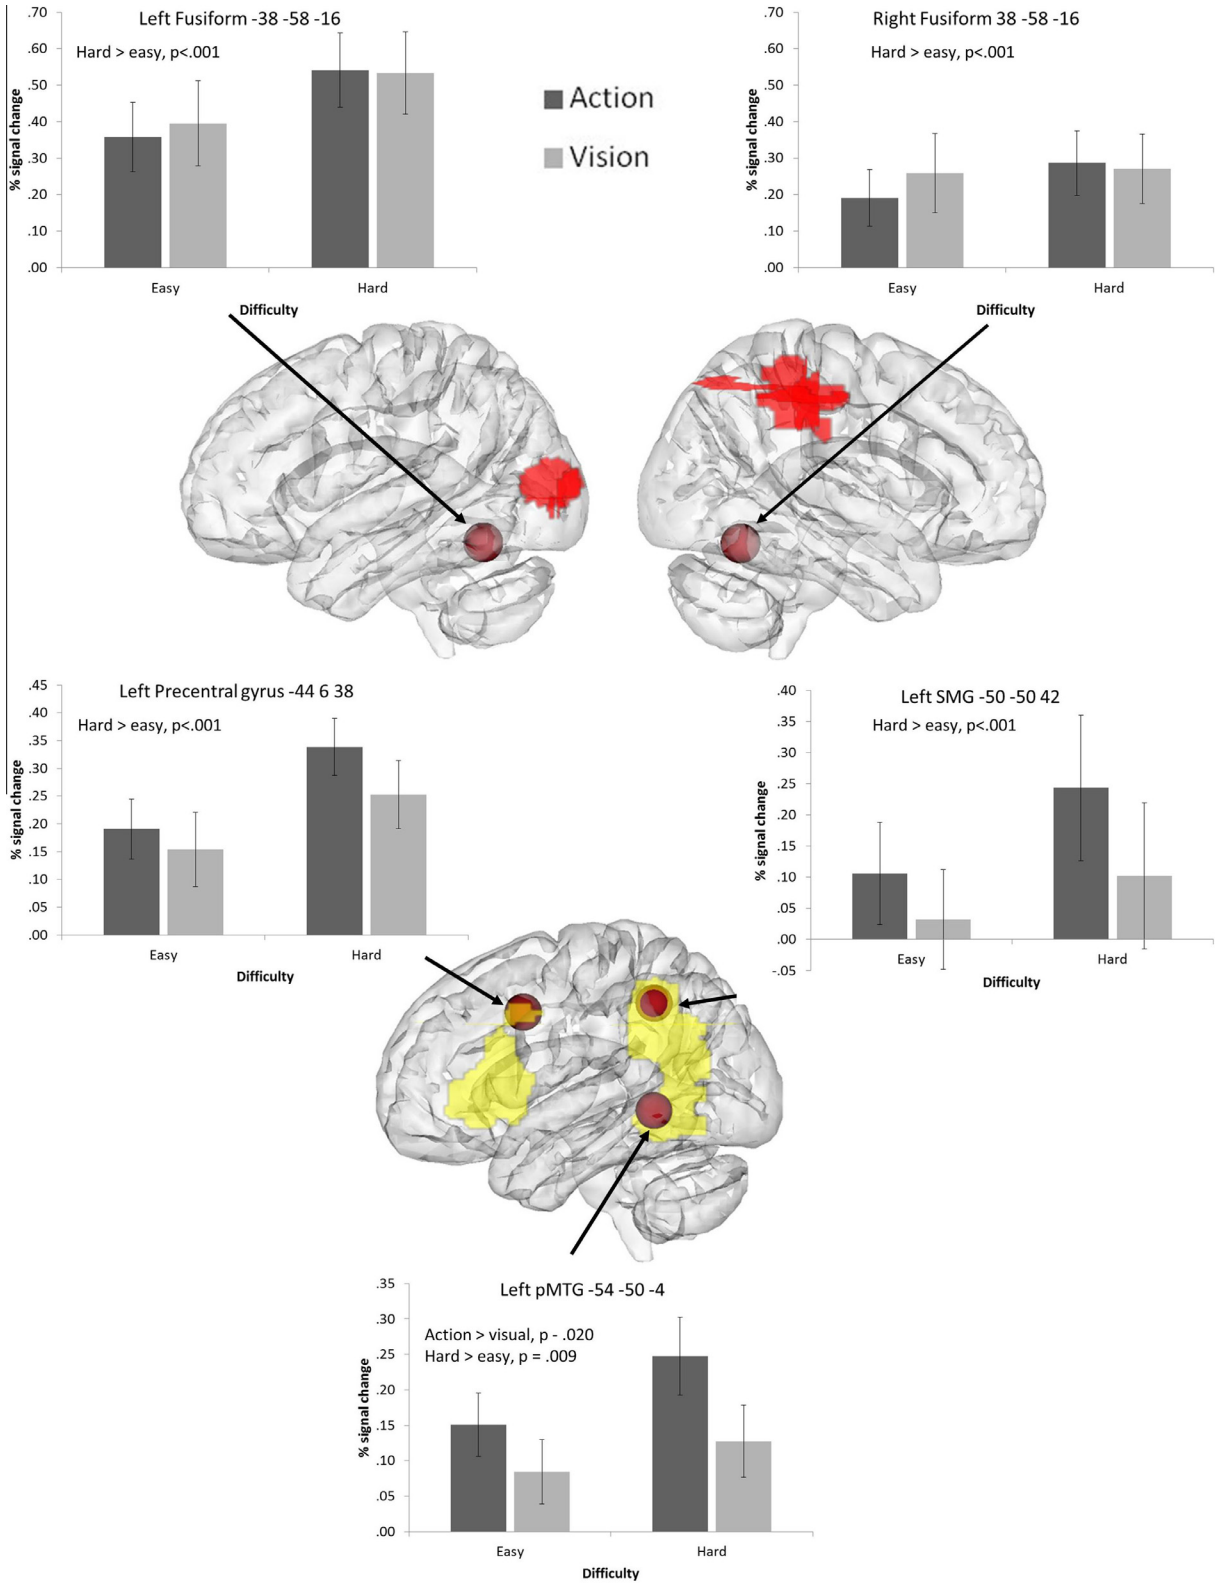 Left Fusiform -38 -58 -16
Hard > easy, p<.001
% signal change
.70
.60
.50
.40
.30
.20
.10
.00
Easy
Hard
Difficulty
Action
Vision
Right Fusiform 38 -58 -16
Hard > easy, p<.001
% signal change
.70
.60
.50
.40
.30
.20
.10
.00
Easy
Hard
Difficulty
Left Precentral gyrus -44 6 38
Hard > easy, p<.001
% signal change
.45
.40
.35
.30
.25
.20
.15
.10
.05
.00
Easy
Hard
Difficulty
Left SMG -50 -50 42
Hard > easy, p<.001
% signal change
.40
.35
.30
.25
.20
.15
.10
.05
.00
-.05
Easy
Hard
Difficulty
Left pMTG -54 -50 -4
Action > visual, p - .020
Hard > easy, p = .009
% signal change
.35
.30
.25
.20
.15
.10
.05
.00
Easy
Hard
Difficulty